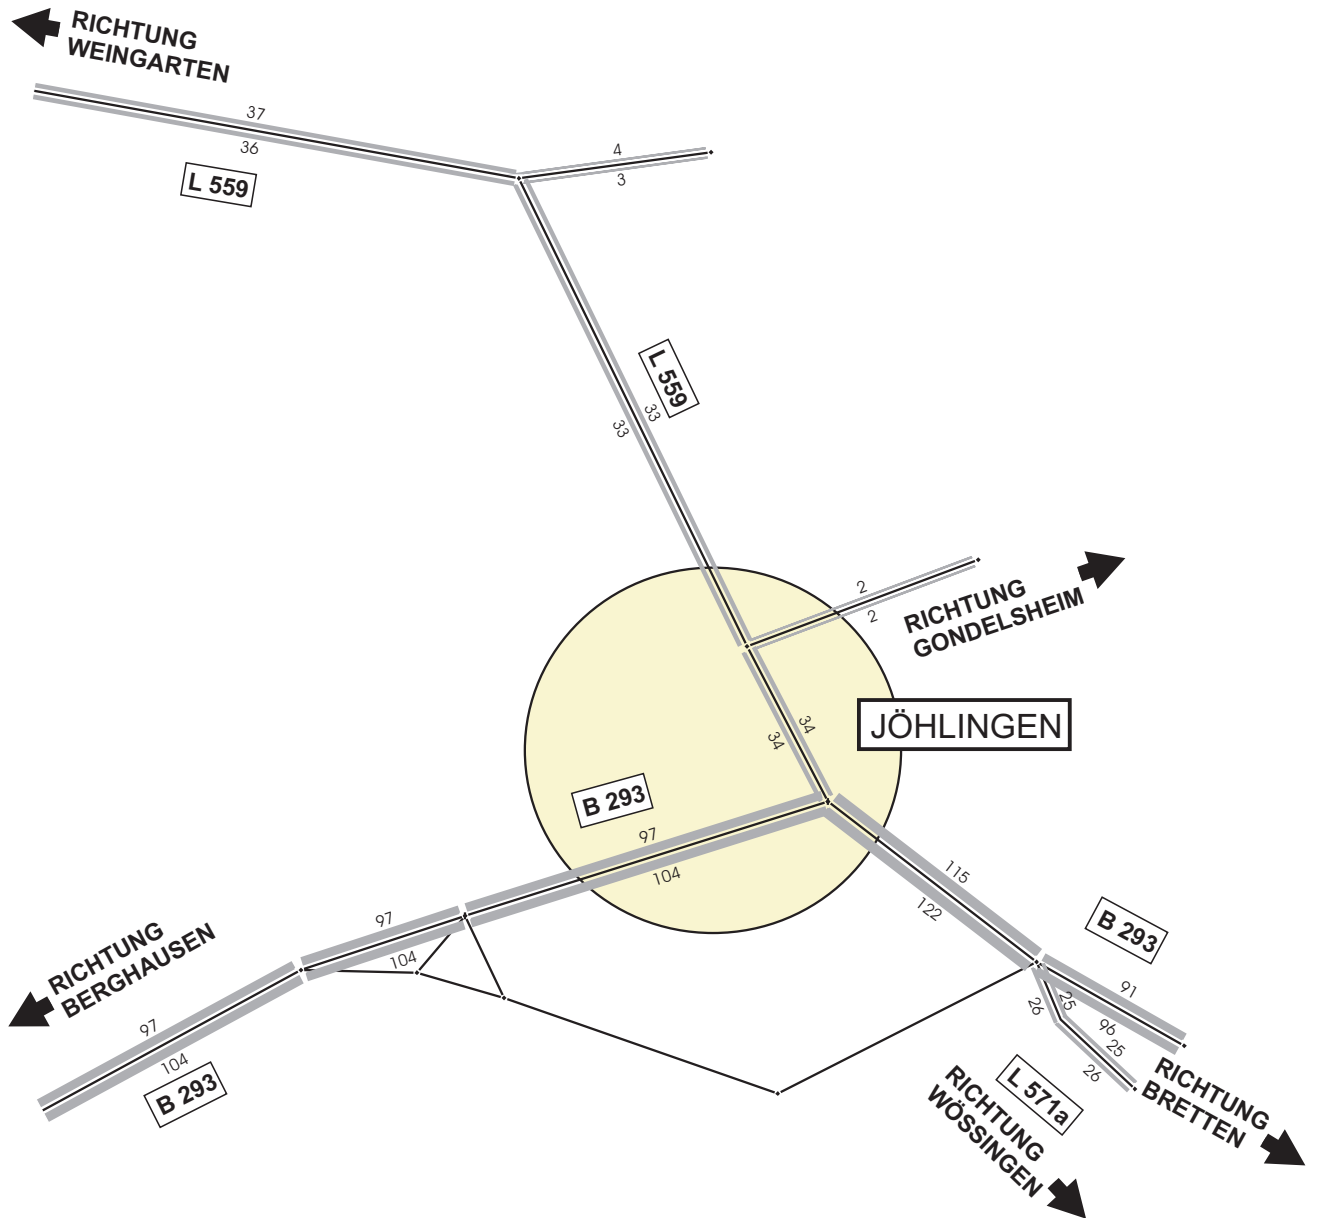 RICHTUNG
WEINGARTEN
37
36
L 559
4
3
L 559
33
33
2
2
RICHTUNG
GONDELSHEIM
34
34
JÖHLINGEN
B 293
97
104
115
122
97
104
B 293
RICHTUNG
BERGHAUSEN
97
104
B 293
91
96
25
26
25
26
L 571a
RICHTUNG
BRETTEN
RICHTUNG
WÖSSINGEN